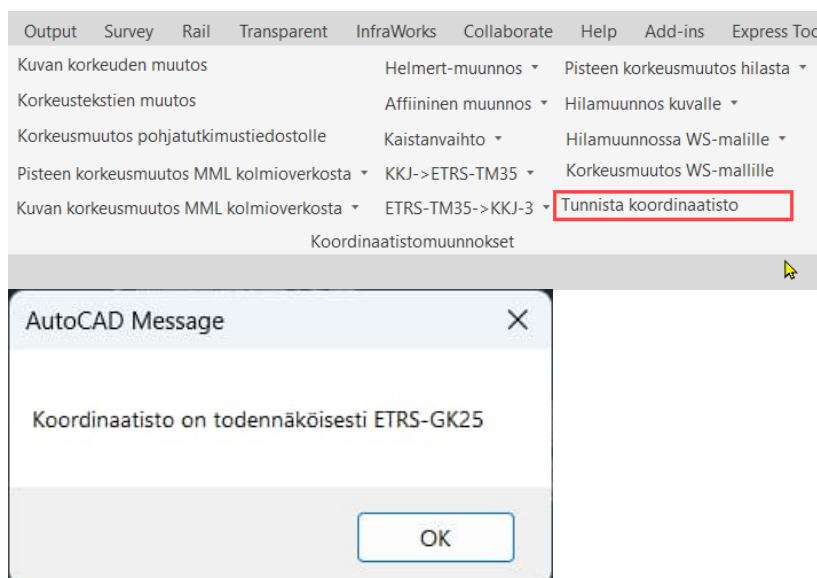 Output Survey Rail Transparent InfraWorks Collaborate Help Add-ins Express Too
Kuvan korkeuden muutos Helmert-muunnos Pisteen korkeusmuutos hilasta
Korkeustekstien muutos Affiininen muunnos Hilamuunnos kuvalle
Korkeusmuutos pohjatutkimustiedostolle Kaistanvaihto Hilamuunnossa WS-malille
Pisteen korkeusmuutos MML kolmioverkosta KKJ->ETRS-TM35 Korkeusmuutos WS-mallille
Kuvan korkeusmuutos MML kolmioverkosta ETRS-TM35->KKJ-3 Tunnista koordinaatisto
Koordinaatistomuunnokset
AutoCAD Message
Koordinaatisto on todennäköisesti ETRS-GK25
OK